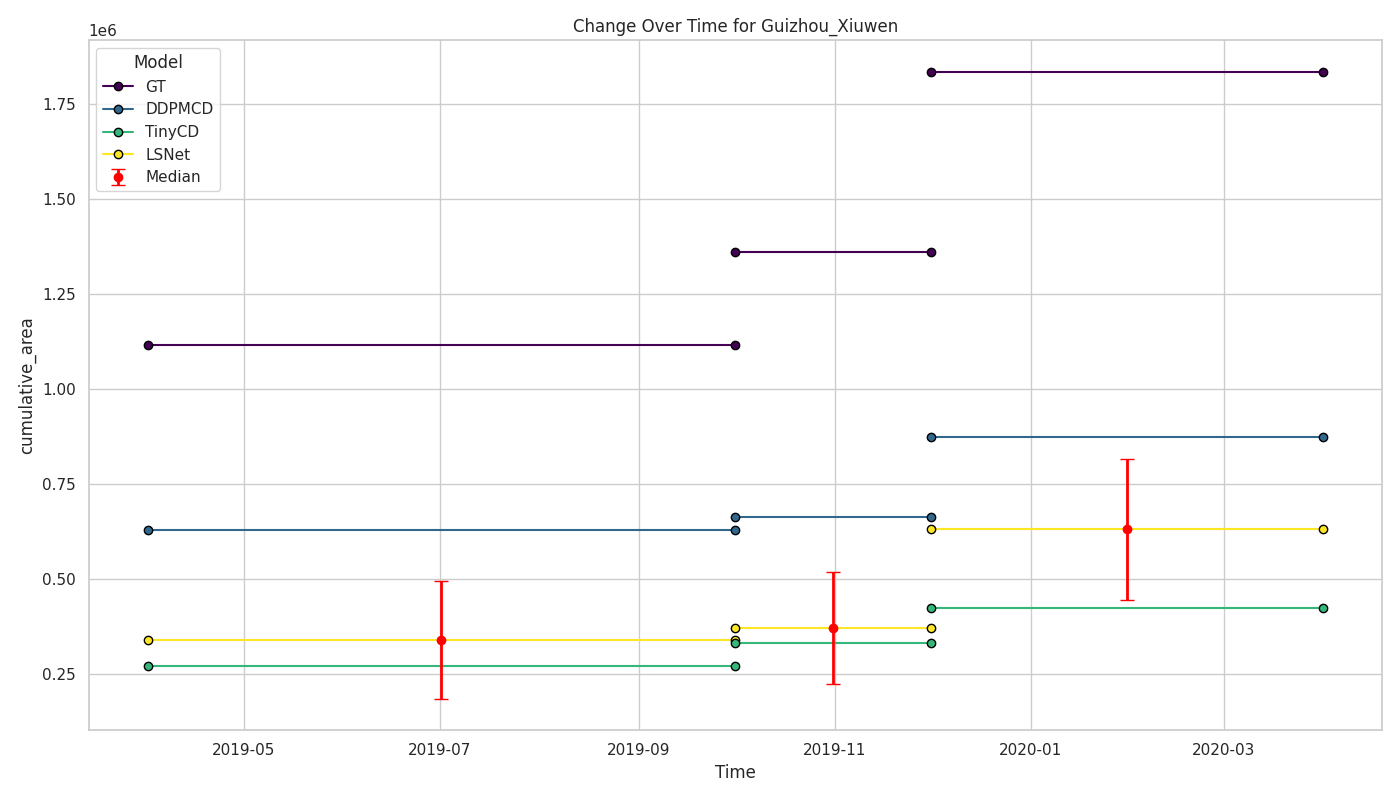 Change Over Time for Guizhou_Xiuwen
1e6
Model
GT
DDPMCD
TinyCD
LSNet
Median
1.75
1.50
1.25
1.00
0.75
0.50
0.25
cumulative_area
2019-05
2019-07
2019-09
2019-11
2020-01
2020-03
Time